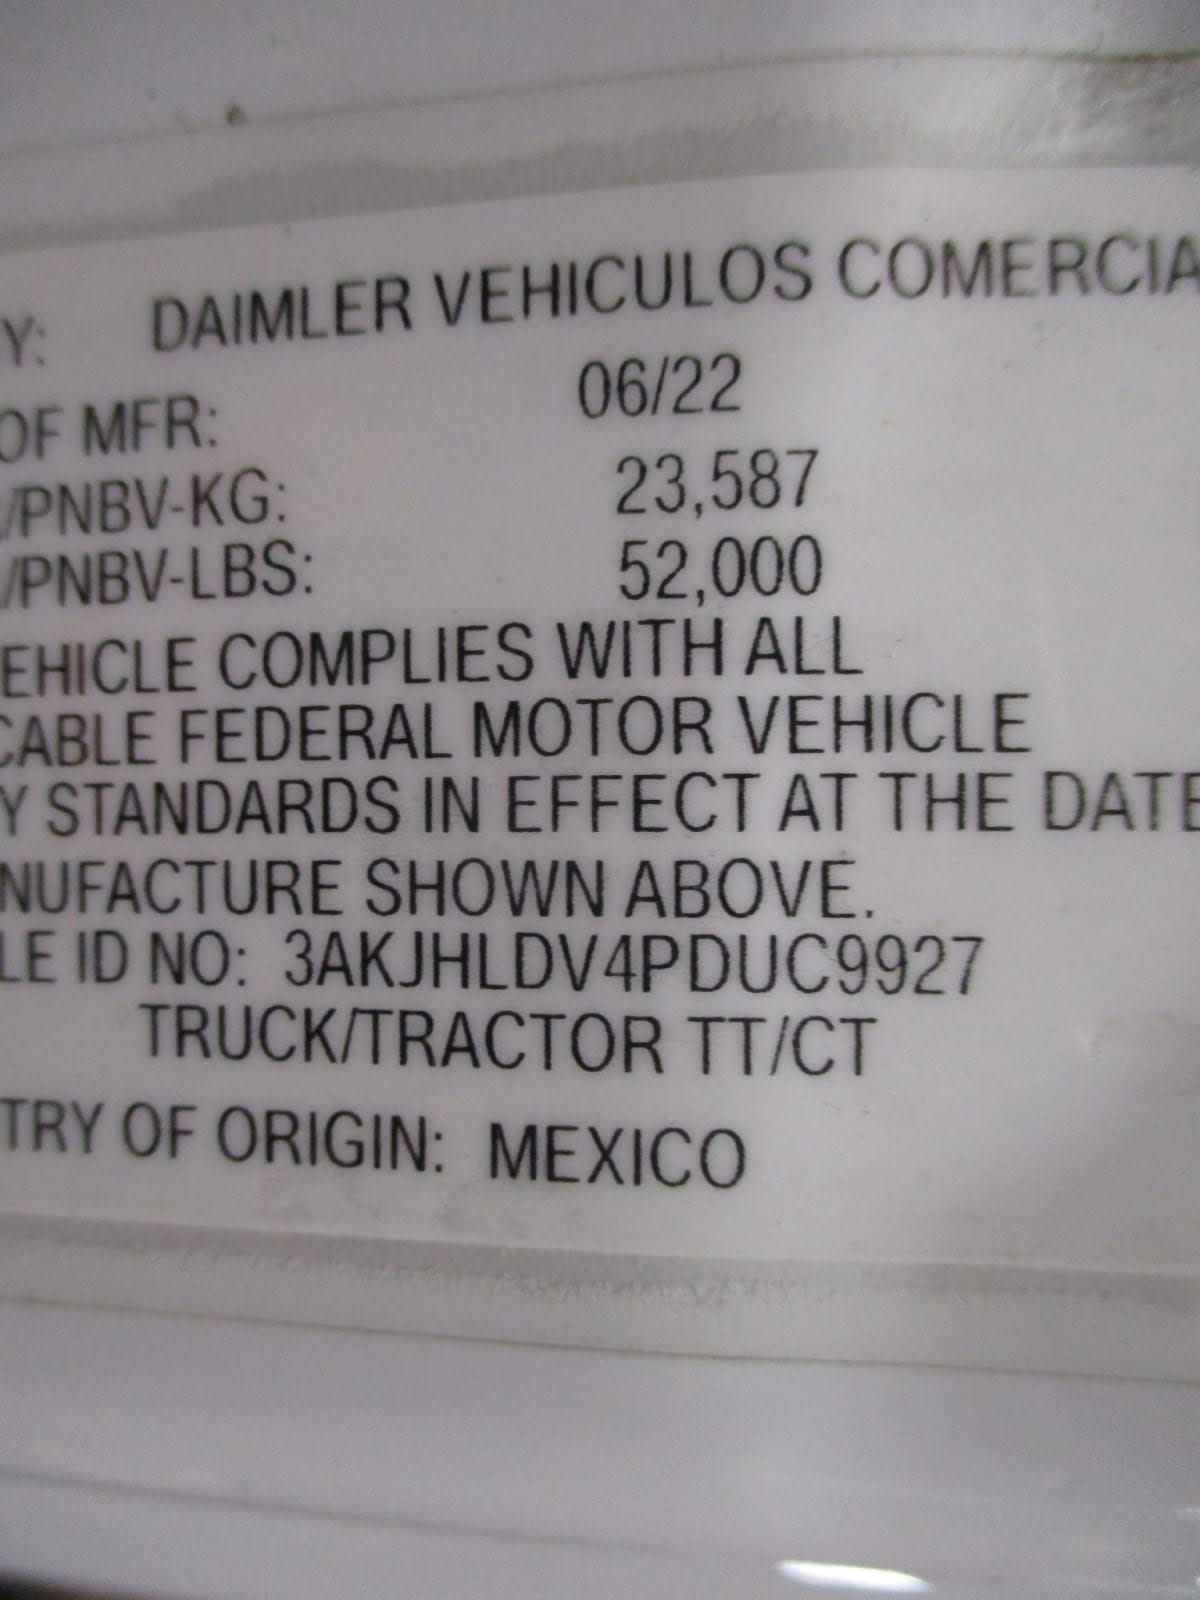 Y: DAIMLER VEHICULOS COMERCIA
OF MFR: 06/22
/PNBV-KG: 23,587
/PNBV-LBS: 52,000
EHICLE COMPLIES WITH ALL
CABLE FEDERAL MOTOR VEHICLE
Y STANDARDS IN EFFECT AT THE DATE
NUFACTURE SHOWN ABOVE.
LE ID NO: 3AKJHLDV4PDUC9927
TRUCK/TRACTOR TT/CT
TRY OF ORIGIN: MEXICO